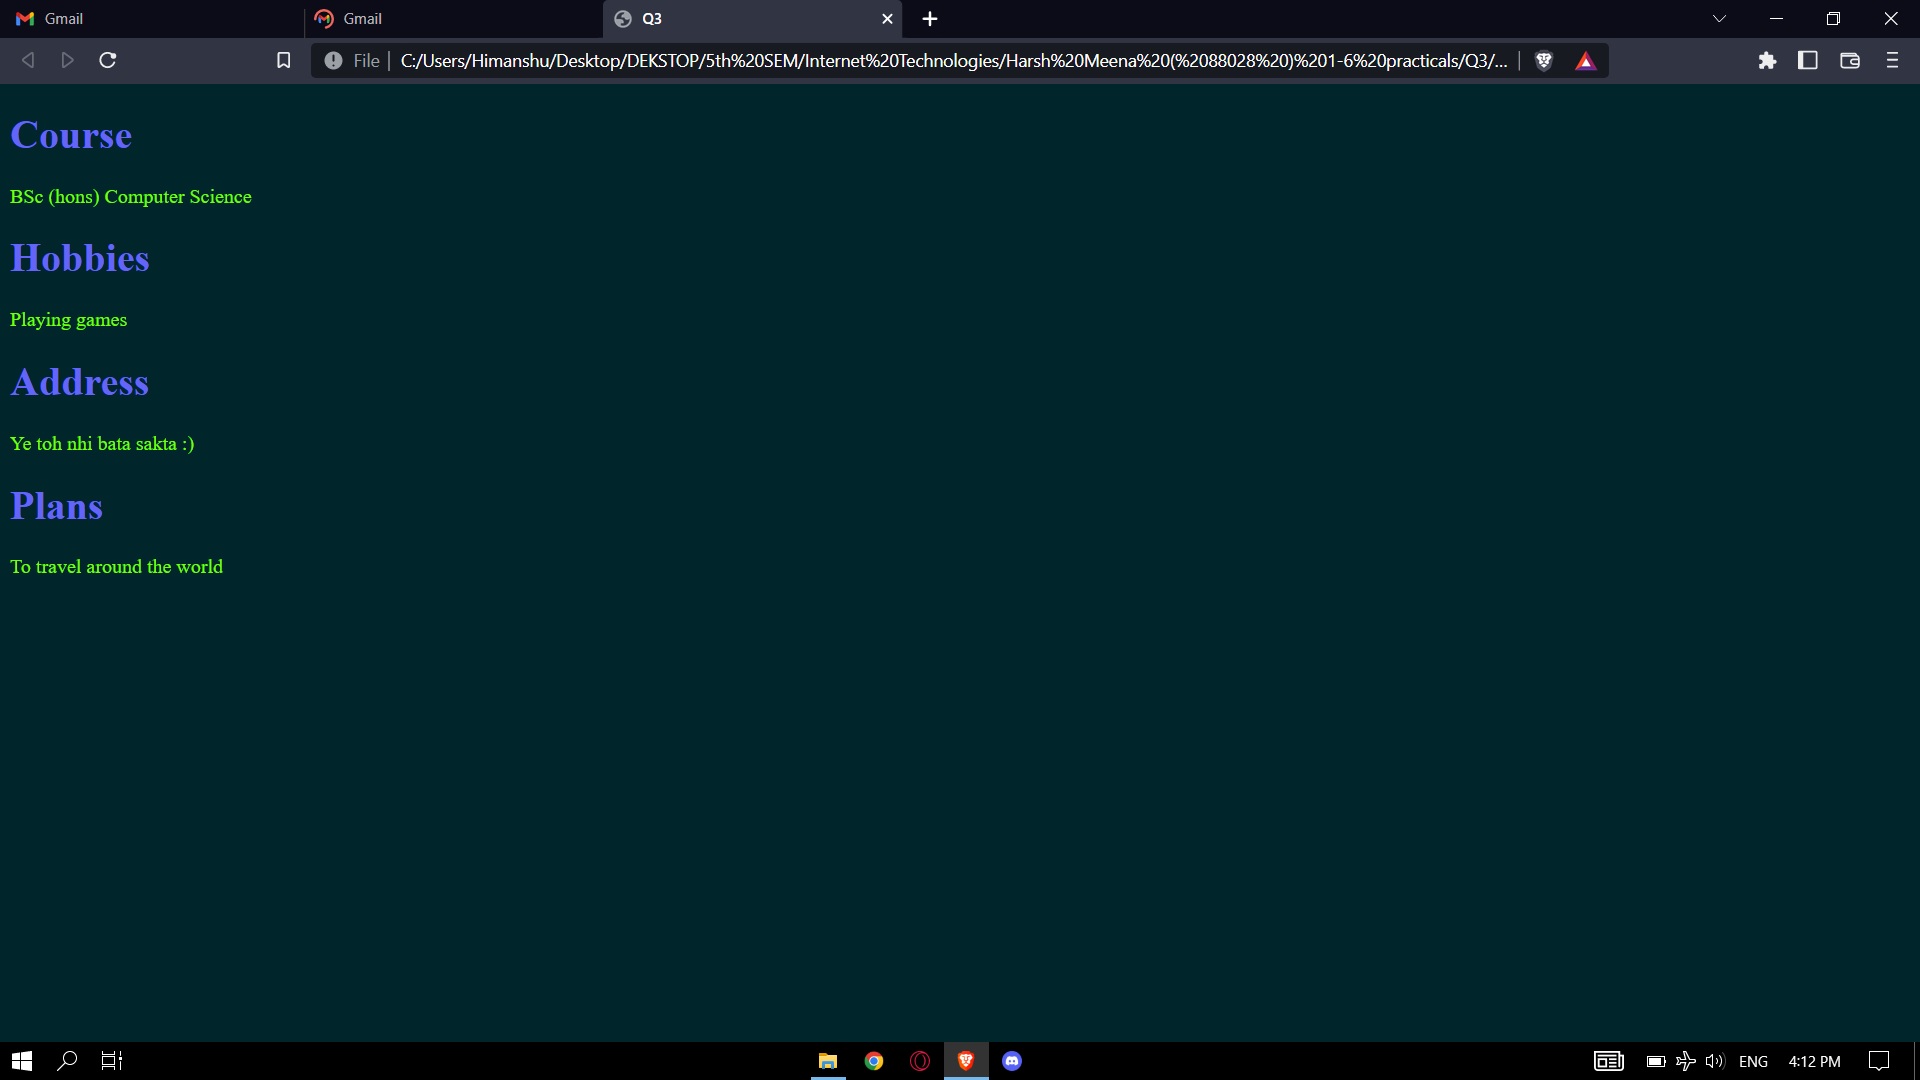 Gmail
Gmail
Q3
File
C:/Users/Himanshu/Desktop/DEKSTOP/5th%20SEM/Internet%20Technologies/Harsh%20Meena%20(%2088028%20)%201-6%20practicals/Q3/...
Course
BSc (hons) Computer Science
Hobbies
Playing games
Address
Ye toh nhi bata sakta :)
Plans
To travel around the world
ENG
4:12 PM